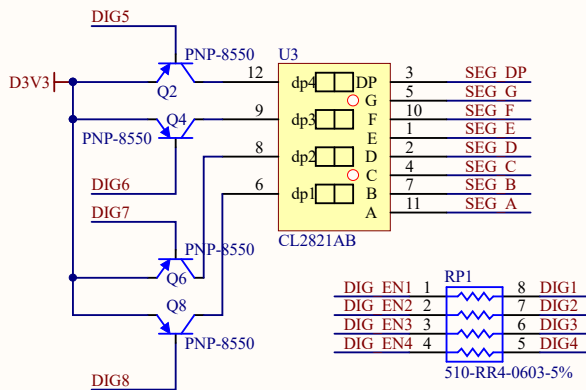 DIG5
PNP-8550
U3
D3V3
Q2
12
dp4
DP
3
SEG_DP
G
5
SEG_G
Q4
9
dp3
F
10
SEG_F
PNP-8550
E
1
SEG_E
8
dp2
D
2
SEG_D
C
4
SEG_C
DIG6
6
dp1
B
7
SEG_B
A
11
SEG_A
DIG7
PNP-8550
CL2821AB
Q6
RP1
DIG_EN1
1
8
DIG1
Q8
DIG_EN2
2
7
DIG2
DIG_EN3
3
6
DIG3
PNP-8550
DIG_EN4
4
5
DIG4
510-RR4-0603-5%
DIG8